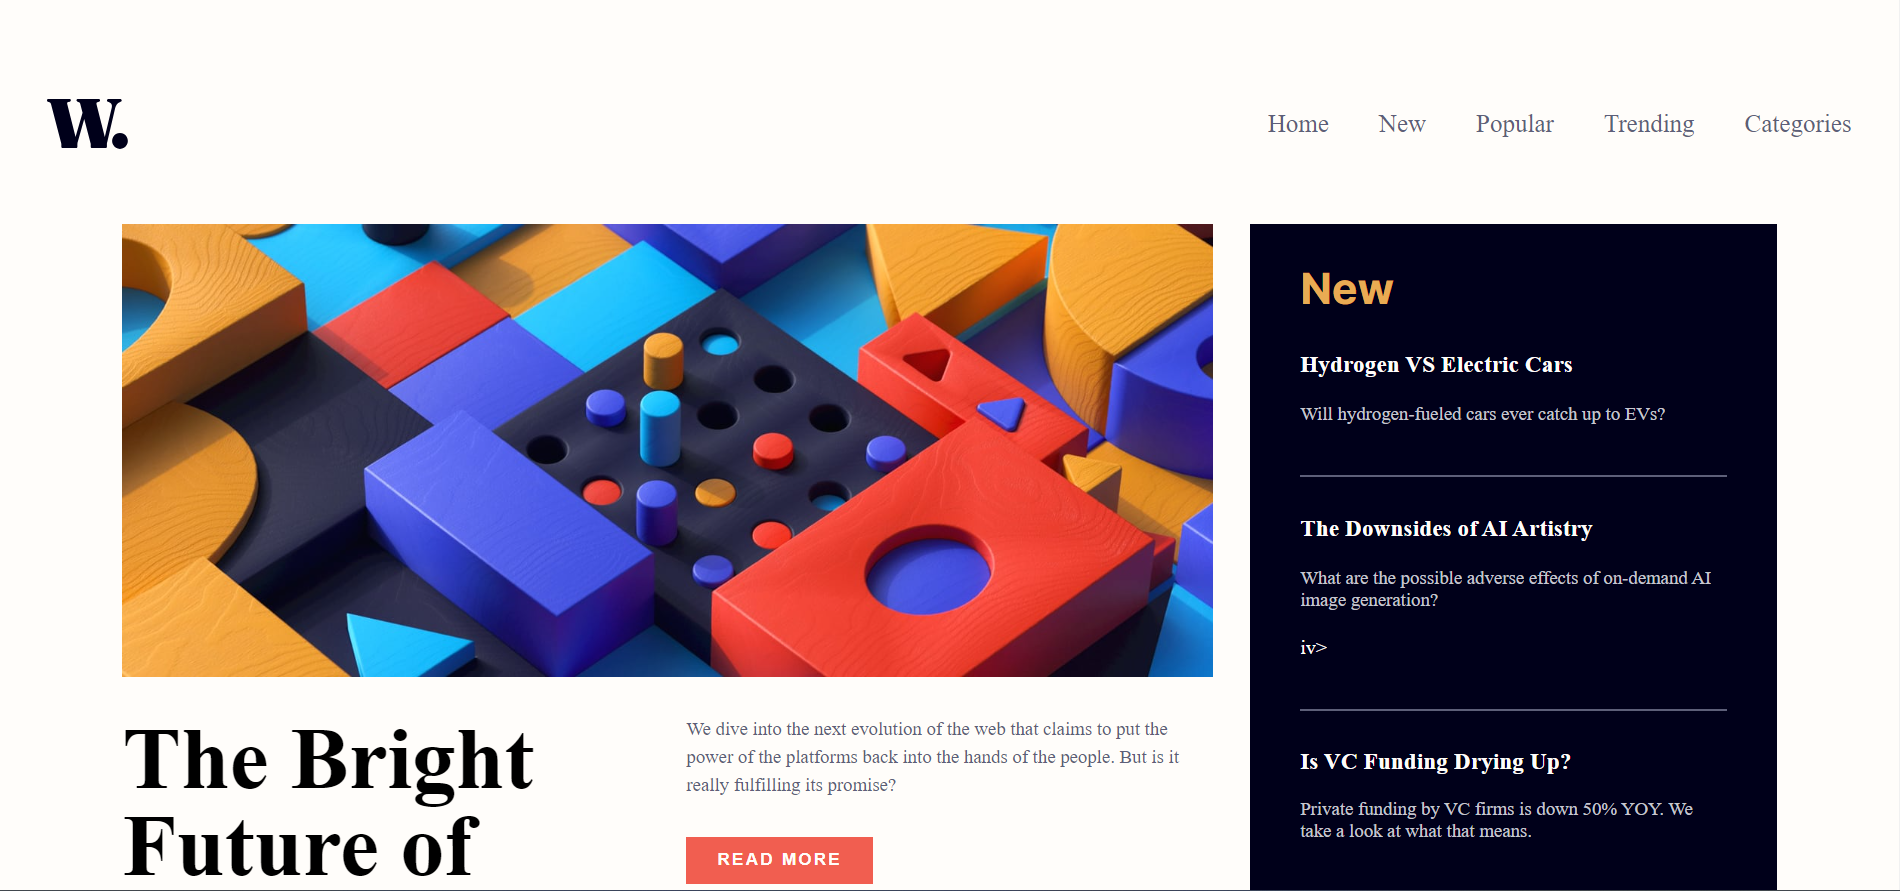 W.
Home New Popular Trending Categories
The Bright
Future of
We dive into the next evolution of the web that claims to put the
power of the platforms back into the hands of the people. But is it
really fulfilling its promise?
READ MORE
New
Hydrogen VS Electric Cars
Will hydrogen-fueled cars ever catch up to EVs?
The Downsides of AI Artistry
What are the possible adverse effects of on-demand AI
image generation?
iv>
Is VC Funding Drying Up?
Private funding by VC firms is down 50% YOY. We
take a look at what that means.